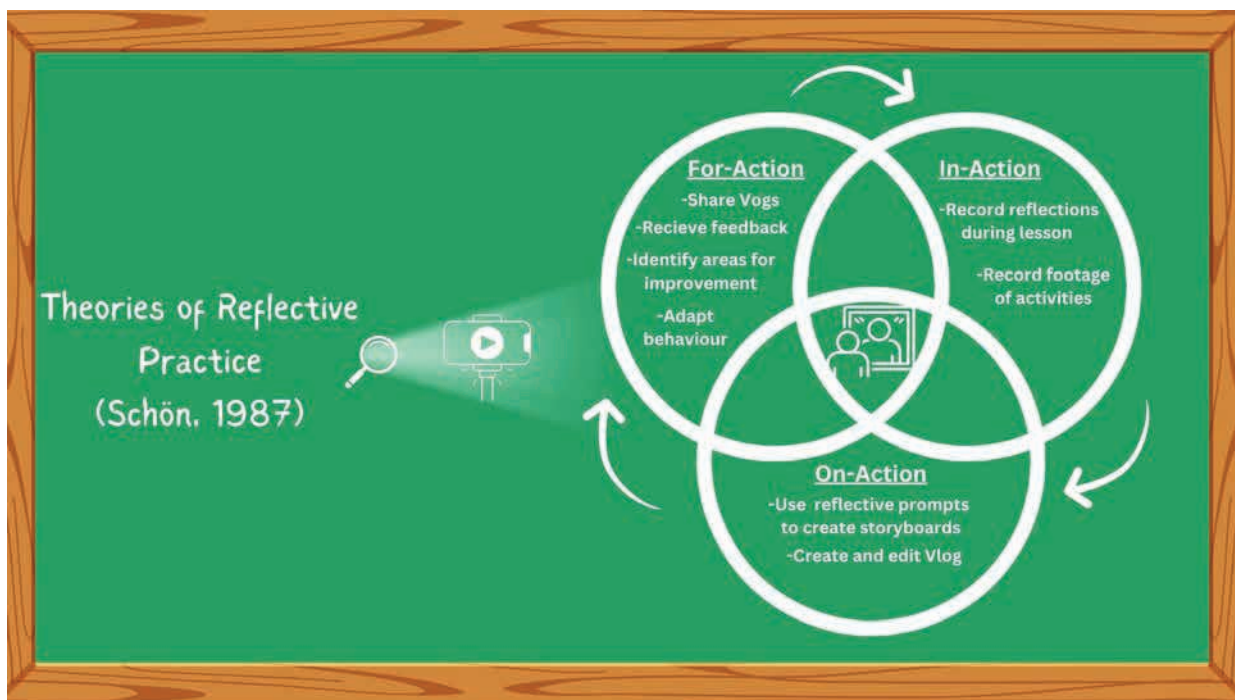 Theories of Reflective
Practice
(Schön, 1987)
For-Action
-Share Vogs
-Recieve feedback
-Identify areas for
improvement
-Adapt
behaviour
In-Action
-Record reflections
during lesson
-Record footage
of activities
On-Action
-Use reflective prompts
to create storyboards
-Create and edit Vlog